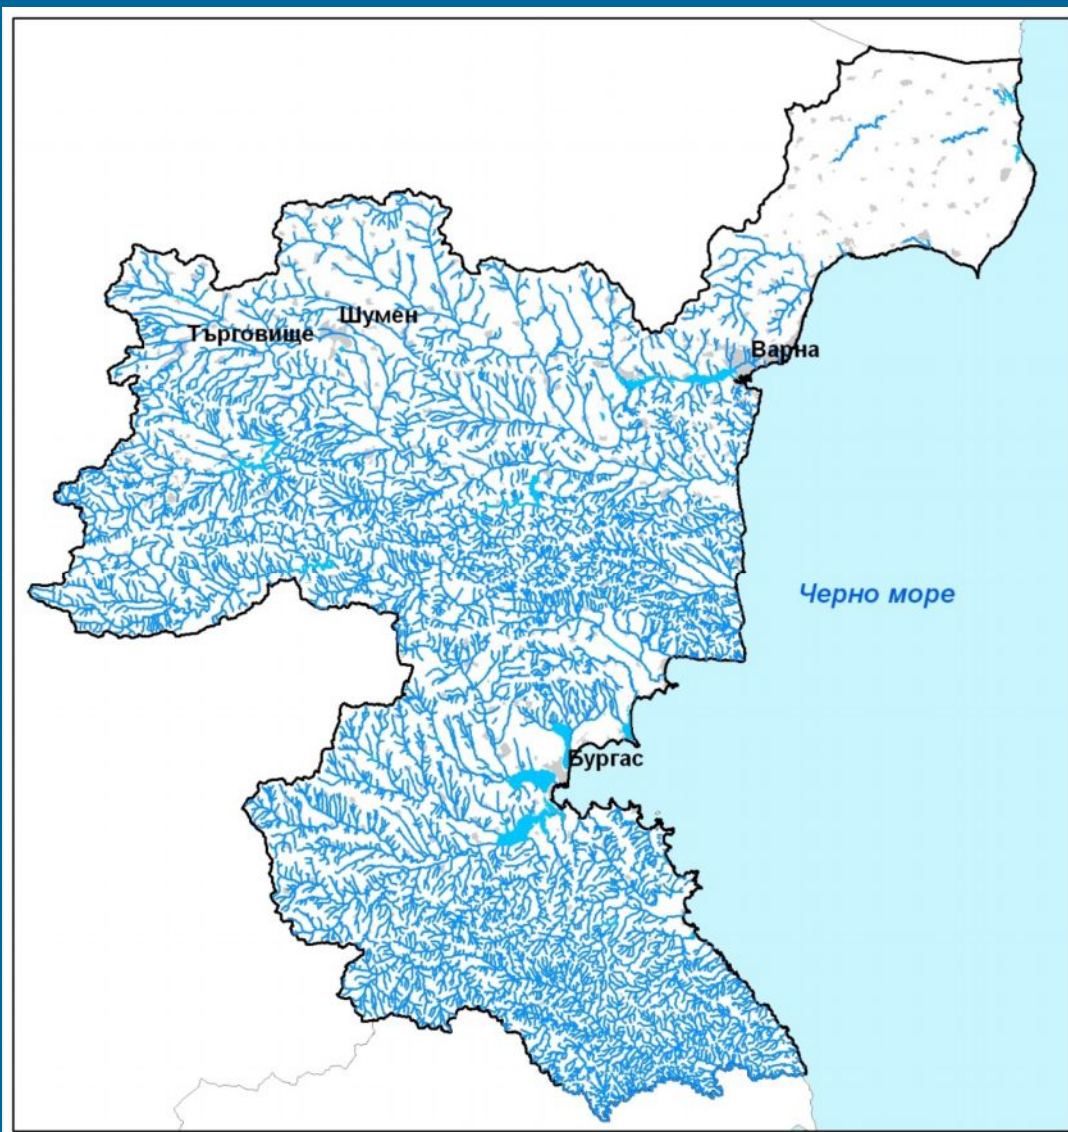 Шумен
Търговище
Варна
Черно море
Бургас